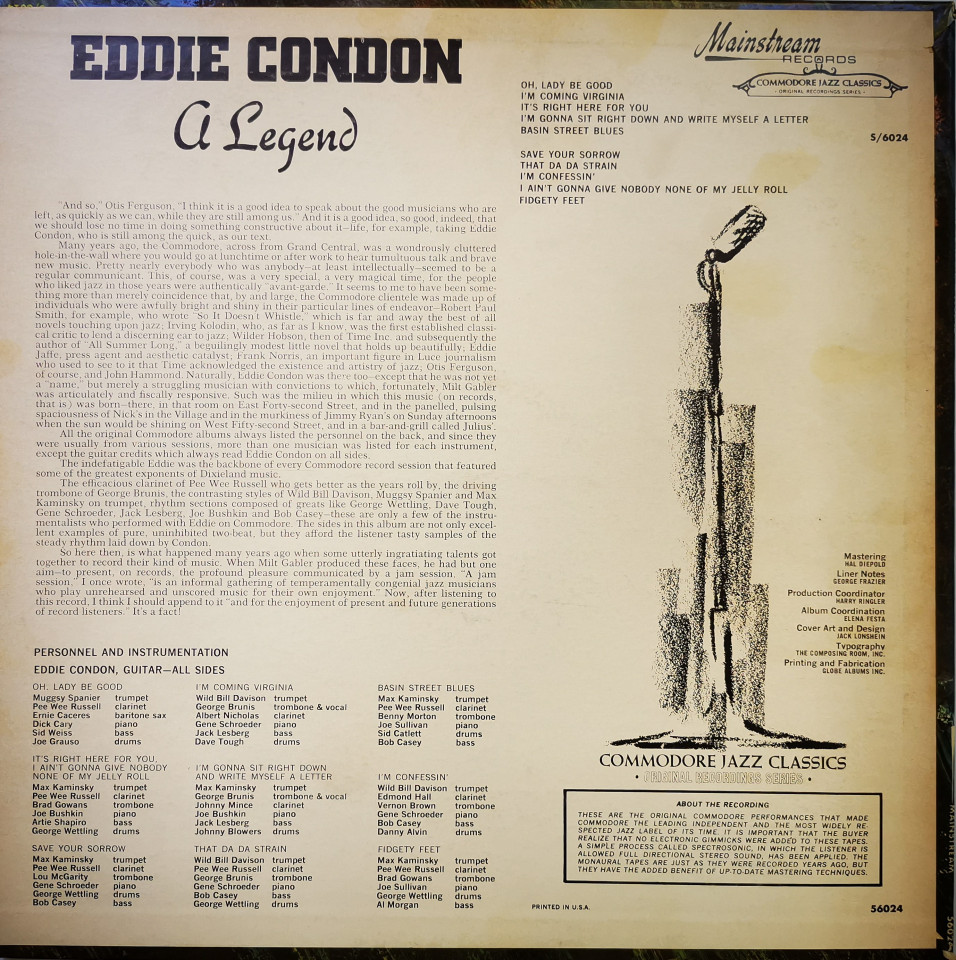 EDDIE CONDON
A Legend
"And so," Otis Ferguson, "I think it is a good idea to speak about the good musicians who are
left, as quickly as we can, while they are still among us." And it is a good idea, so good, indeed, that
we should lose no time in doing something constructive about it—life, for example, taking Eddie
Condon, who is still among the quick, as our text.
Many years ago, the Commodore, across from Grand Central, was a wondrously cluttered
hole-in-the-wall where you would go at lunchtime or after work to hear tumultuous talk and brave
new music. Pretty nearly everybody who was anybody—at least intellectually—seemed to be a
regular communicant. This, of course, was a very special, a very magical time, for the people
who liked jazz in those years were authentically "avant-garde." It seems to me to have been some-
thing more than merely coincidence that, by and large, the Commodore clientele was made up of
individuals who were awfully bright and shiny in their particular lines of endeavor—Robert Paul
Smith, for example, who wrote "So It Doesn't Whistle," which is far and away the best of all
novels touching upon jazz; Irving Kolodin, who, as far as I know, was the first established classi-
cal critic to lend a discerning ear to jazz; Wilder Hobson, then of Time Inc. and subsequently the
author of "All Summer Long," a beguilingly modest little novel that holds up beautifully; Eddie
Jaffe, press agent and aesthetic catalyst; Frank Norris, an important figure in Luce journalism
who used to see to it that Time acknowledged the existence and artistry of jazz; Otis Ferguson,
of course, and John Hammond. Naturally, Eddie Condon was there too—except that he was not yet
a "name," but merely a struggling musician with convictions to which, fortunately, Milt Gabler
was articulately and fiscally responsive. Such was the milieu in which this music (on records,
that is) was born—there, in that room on East Forty-second Street, and in the panelled, pulsing
spaciousness of Nick's in the Village and in the murkiness of Jimmy Ryan's on Sunday afternoons
when the sun would be shining on West Fifty-second Street, and in a bar-and-grill called Julius'.
All the original Commodore albums always listed the personnel on the back, and since they
were usually from various sessions, more than one musician was listed for each instrument,
except the guitar credits which always read Eddie Condon on all sides.
The indefatigable Eddie was the backbone of every Commodore record session that featured
some of the greatest exponents of Dixieland music.
The efficacious clarinet of Pee Wee Russell who gets better as the years roll by, the driving
trombone of George Brunis, the contrasting styles of Wild Bill Davison, Muggsy Spanier and Max
Kaminsky on trumpet, rhythm sections composed of greats like George Wettling, Dave Tough,
Gene Schroeder, Jack Lesberg, Joe Bushkin and Bob Casey—these are only a few of the instru-
mentalists who performed with Eddie on Commodore. The sides in this album are not only excel-
lent examples of pure, uninhibited two-beat, but they afford the listener tasty samples of the
steady rhythm laid down by Condon.
So here then, is what happened many years ago when some utterly ingratiating talents got
together to record their kind of music. When Milt Gabler produced these faces, he had but one
aim—to present, on records, the profound pleasure communicated by a jam session. "A jam
session," I once wrote, "is an informal gathering of temperamentally congenial jazz musicians
who play unrehearsed and unscored music for their own enjoyment." Now, after listening to
this record, I think I should append to it "and for the enjoyment of present and future generations
of record listeners." It's a fact!
PERSONNEL AND INSTRUMENTATION
EDDIE CONDON, GUITAR—ALL SIDES
OH, LADY BE GOOD
Muggsy Spanier trumpet
Pee Wee Russell clarinet
Ernie Caceres baritone sax
Dick Cary piano
Sid Weiss bass
Joe Grauso drums
I'M COMING VIRGINIA
Wild Bill Davison trumpet
George Brunis trombone & vocal
Albert Nicholas clarinet
Gene Schroeder piano
Jack Lesberg bass
Dave Tough drums
BASIN STREET BLUES
Max Kaminsky trumpet
Pee Wee Russell clarinet
Benny Morton trombone
Joe Sullivan piano
Sid Catlett drums
Bob Casey bass
IT'S RIGHT HERE FOR YOU,
I AIN'T GONNA GIVE NOBODY
NONE OF MY JELLY ROLL
Max Kaminsky trumpet
Pee Wee Russell clarinet
Brad Gowans trombone
Joe Bushkin piano
Artie Shapiro bass
George Wettling drums
I'M GONNA SIT RIGHT DOWN
AND WRITE MYSELF A LETTER
Max Kaminsky trumpet
George Brunis trombone & vocal
Johnny Mince clarinet
Joe Bushkin piano
Jack Lesberg bass
Johnny Blowers drums
I'M CONFESSIN'
Wild Bill Davison trumpet
Edmond Hall clarinet
Vernon Brown trombone
Gene Schroeder piano
Bob Casey bass
Danny Alvin drums
SAVE YOUR SORROW
Max Kaminsky trumpet
Pee Wee Russell clarinet
Lou McGarity trombone
Gene Schroeder piano
George Wettling drums
Bob Casey bass
THAT DA DA STRAIN
Wild Bill Davison trumpet
Pee Wee Russell clarinet
George Brunis trombone
Gene Schroeder piano
Bob Casey bass
George Wettling drums
FIDGETY FEET
Max Kaminsky trumpet
Pee Wee Russell clarinet
Brad Gowans trombone
Joe Sullivan piano
George Wettling drums
Al Morgan bass
Mainstream
RECORDS
COMMODORE JAZZ CLASSICS
· ORIGINAL RECORDINGS SERIES ·
S/6024
OH, LADY BE GOOD
I'M COMING VIRGINIA
IT'S RIGHT HERE FOR YOU
I'M GONNA SIT RIGHT DOWN AND WRITE MYSELF A LETTER
BASIN STREET BLUES
SAVE YOUR SORROW
THAT DA DA STRAIN
I'M CONFESSIN'
I AIN'T GONNA GIVE NOBODY NONE OF MY JELLY ROLL
FIDGETY FEET
Mastering
HAL DIEPOLD
Liner Notes
GEORGE FRAZIER
Production Coordinator
HARRY RINGLER
Album Coordination
ELENA FESTA
Cover Art and Design
JACK LONSHEIN
Typography
THE COMPOSING ROOM, INC.
Printing and Fabrication
GLOBE ALBUMS INC.
COMMODORE JAZZ CLASSICS
• ORIGINAL RECORDINGS SERIES •
ABOUT THE RECORDING
THESE ARE THE ORIGINAL COMMODORE PERFORMANCES THAT MADE
COMMODORE THE LEADING INDEPENDENT AND THE MOST WIDELY RE-
SPECTED JAZZ LABEL OF ITS TIME. IT IS IMPORTANT THAT THE BUYER
REALIZE THAT NO ELECTRONIC GIMMICKS WERE ADDED TO THESE TAPES.
A SIMPLE PROCESS CALLED SPECTROSONIC, IN WHICH THE LISTENER IS
ALLOWED FULL DIRECTIONAL STEREO SOUND, HAS BEEN APPLIED. THE
MONAURAL TAPES ARE JUST AS THEY WERE RECORDED YEARS AGO, BUT
THEY HAVE THE ADDED BENEFIT OF UP-TO-DATE MASTERING TECHNIQUES.
PRINTED IN U.S.A.
56024